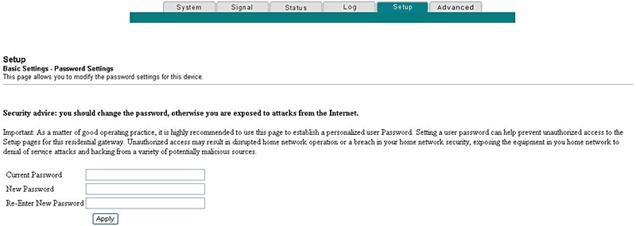 System Signal Status Log Setup Advanced
Setup
Basic Settings - Password Settings
This page allows you to modify the password settings for this device.
Security advice: you should change the password, otherwise you are exposed to attacks from the Internet.
Important: As a matter of good operating practice, it is highly recommended to use this page to establish a personalized user Password. Setting a user password can help prevent unauthorized access to the
Setup pages for this residential gateway. Unauthorized access may result in disrupted home network operation or a breach in your home network security, exposing the equipment in you home network to
denial of service attacks and hacking from a variety of potentially malicious sources.
Current Password
New Password
Re-Enter New Password
Apply